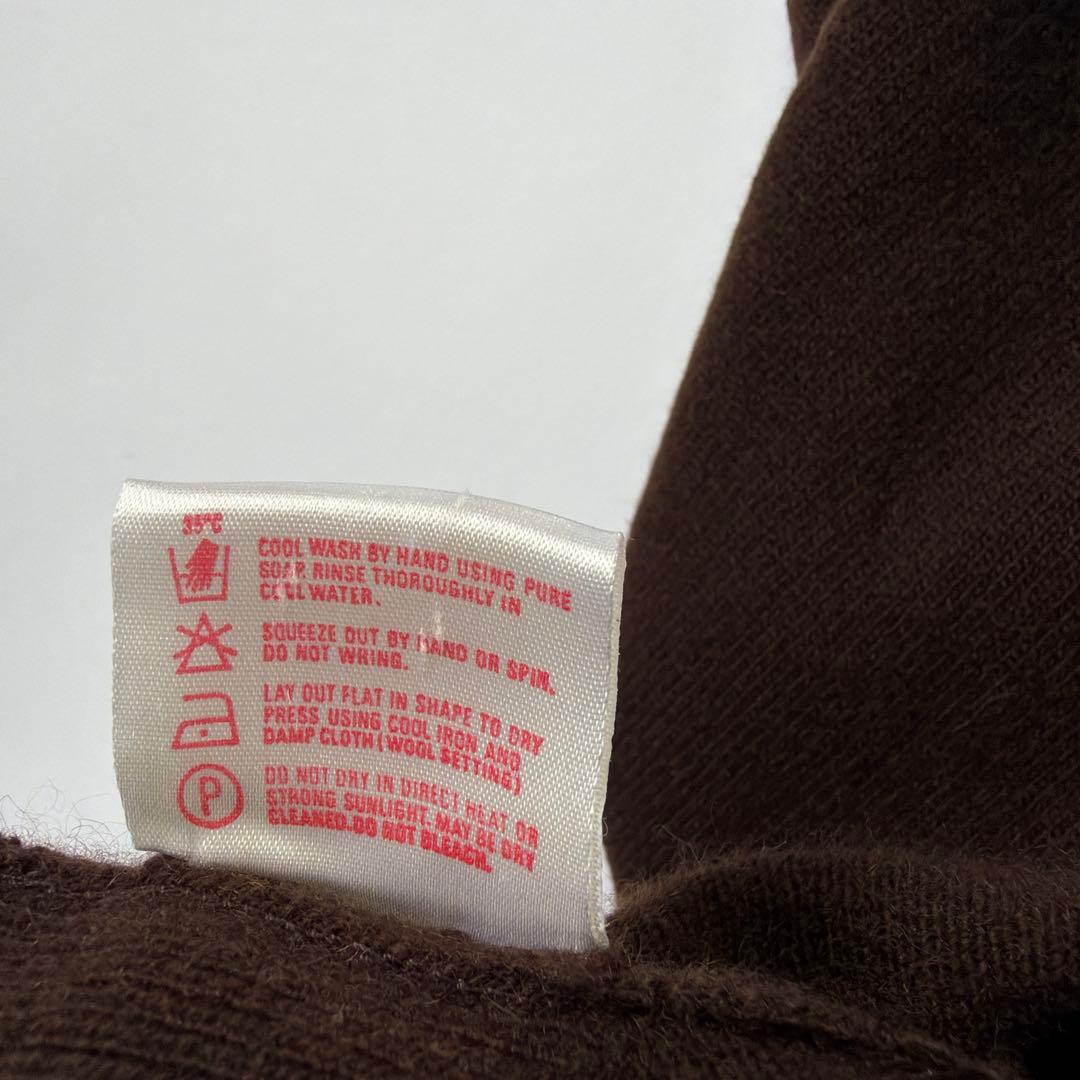 35°C
COOL WASH BY HAND USING PURE
SOAP. RINSE THOROUGHLY IN
COOL WATER.
SQUEEZE OUT BY HAND OR SPIN.
DO NOT WRING.
LAY OUT FLAT IN SHAPE TO DRY
PRESS USING COOL IRON AND
DAMP CLOTH (WOOL SETTING)
P
DO NOT DRY IN DIRECT HEAT OR
STRONG SUNLIGHT. MAY BE DRY
CLEANED-DO NOT BLEACH.